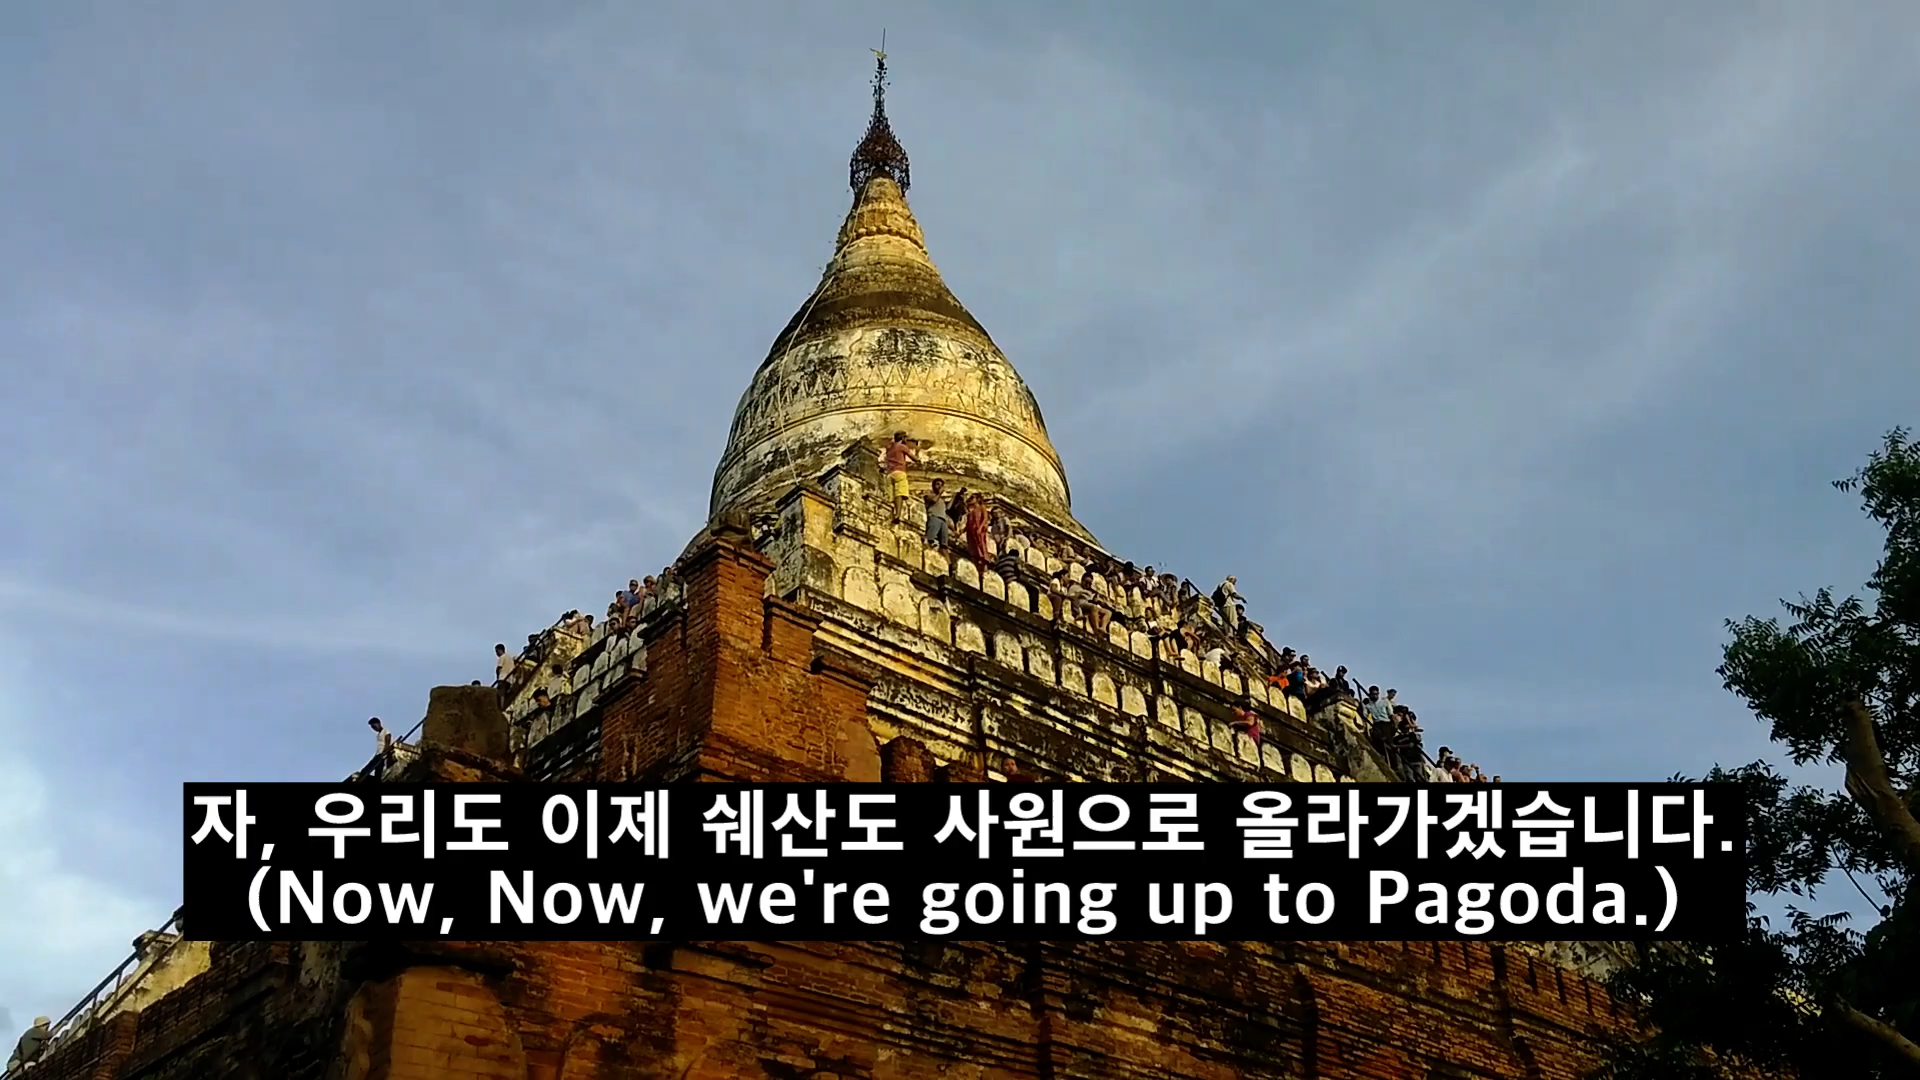 자, 우리도 이제 쉐산도 사원으로 올라가겠습니다.
(Now, Now, we're going up to Pagoda.)